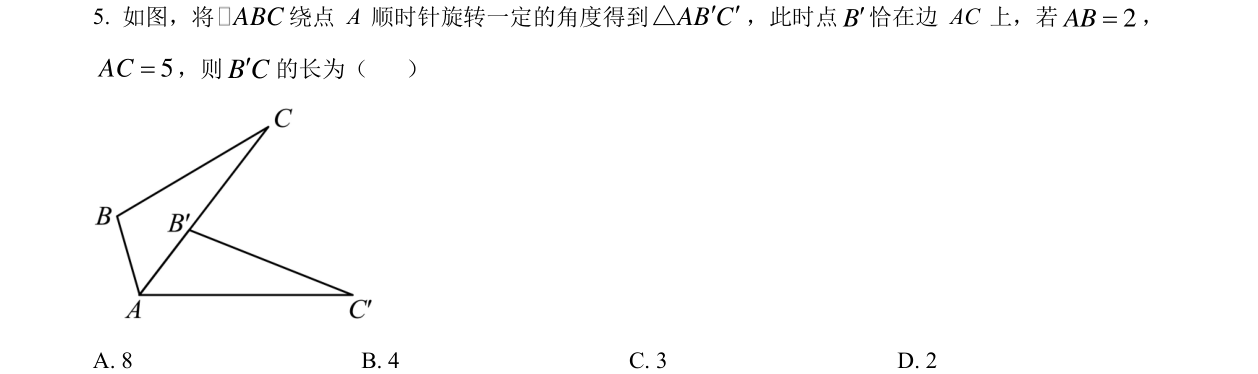 5. 如图，将□ABC绕点 A 顺时针旋转一定的角度得到△AB′C′，此时点B′恰在边 AC 上，若AB=2，
AC=5，则B′C的长为（ ）
C
B
B′
A
C′
A. 8 B. 4 C. 3 D. 2